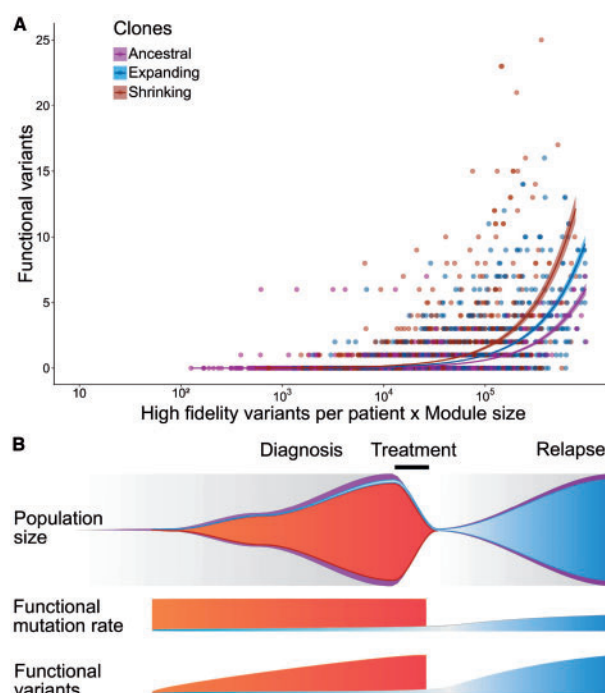 A
Clones
Ancestral
Expanding
Shrinking
Functional variants
25
20
15
10
5
0
10 10² 10³ 10⁴ 10⁵
High fidelity variants per patient x Module size
B
Diagnosis Treatment Relapse
Population
size
Functional
mutation rate
Functional
variants